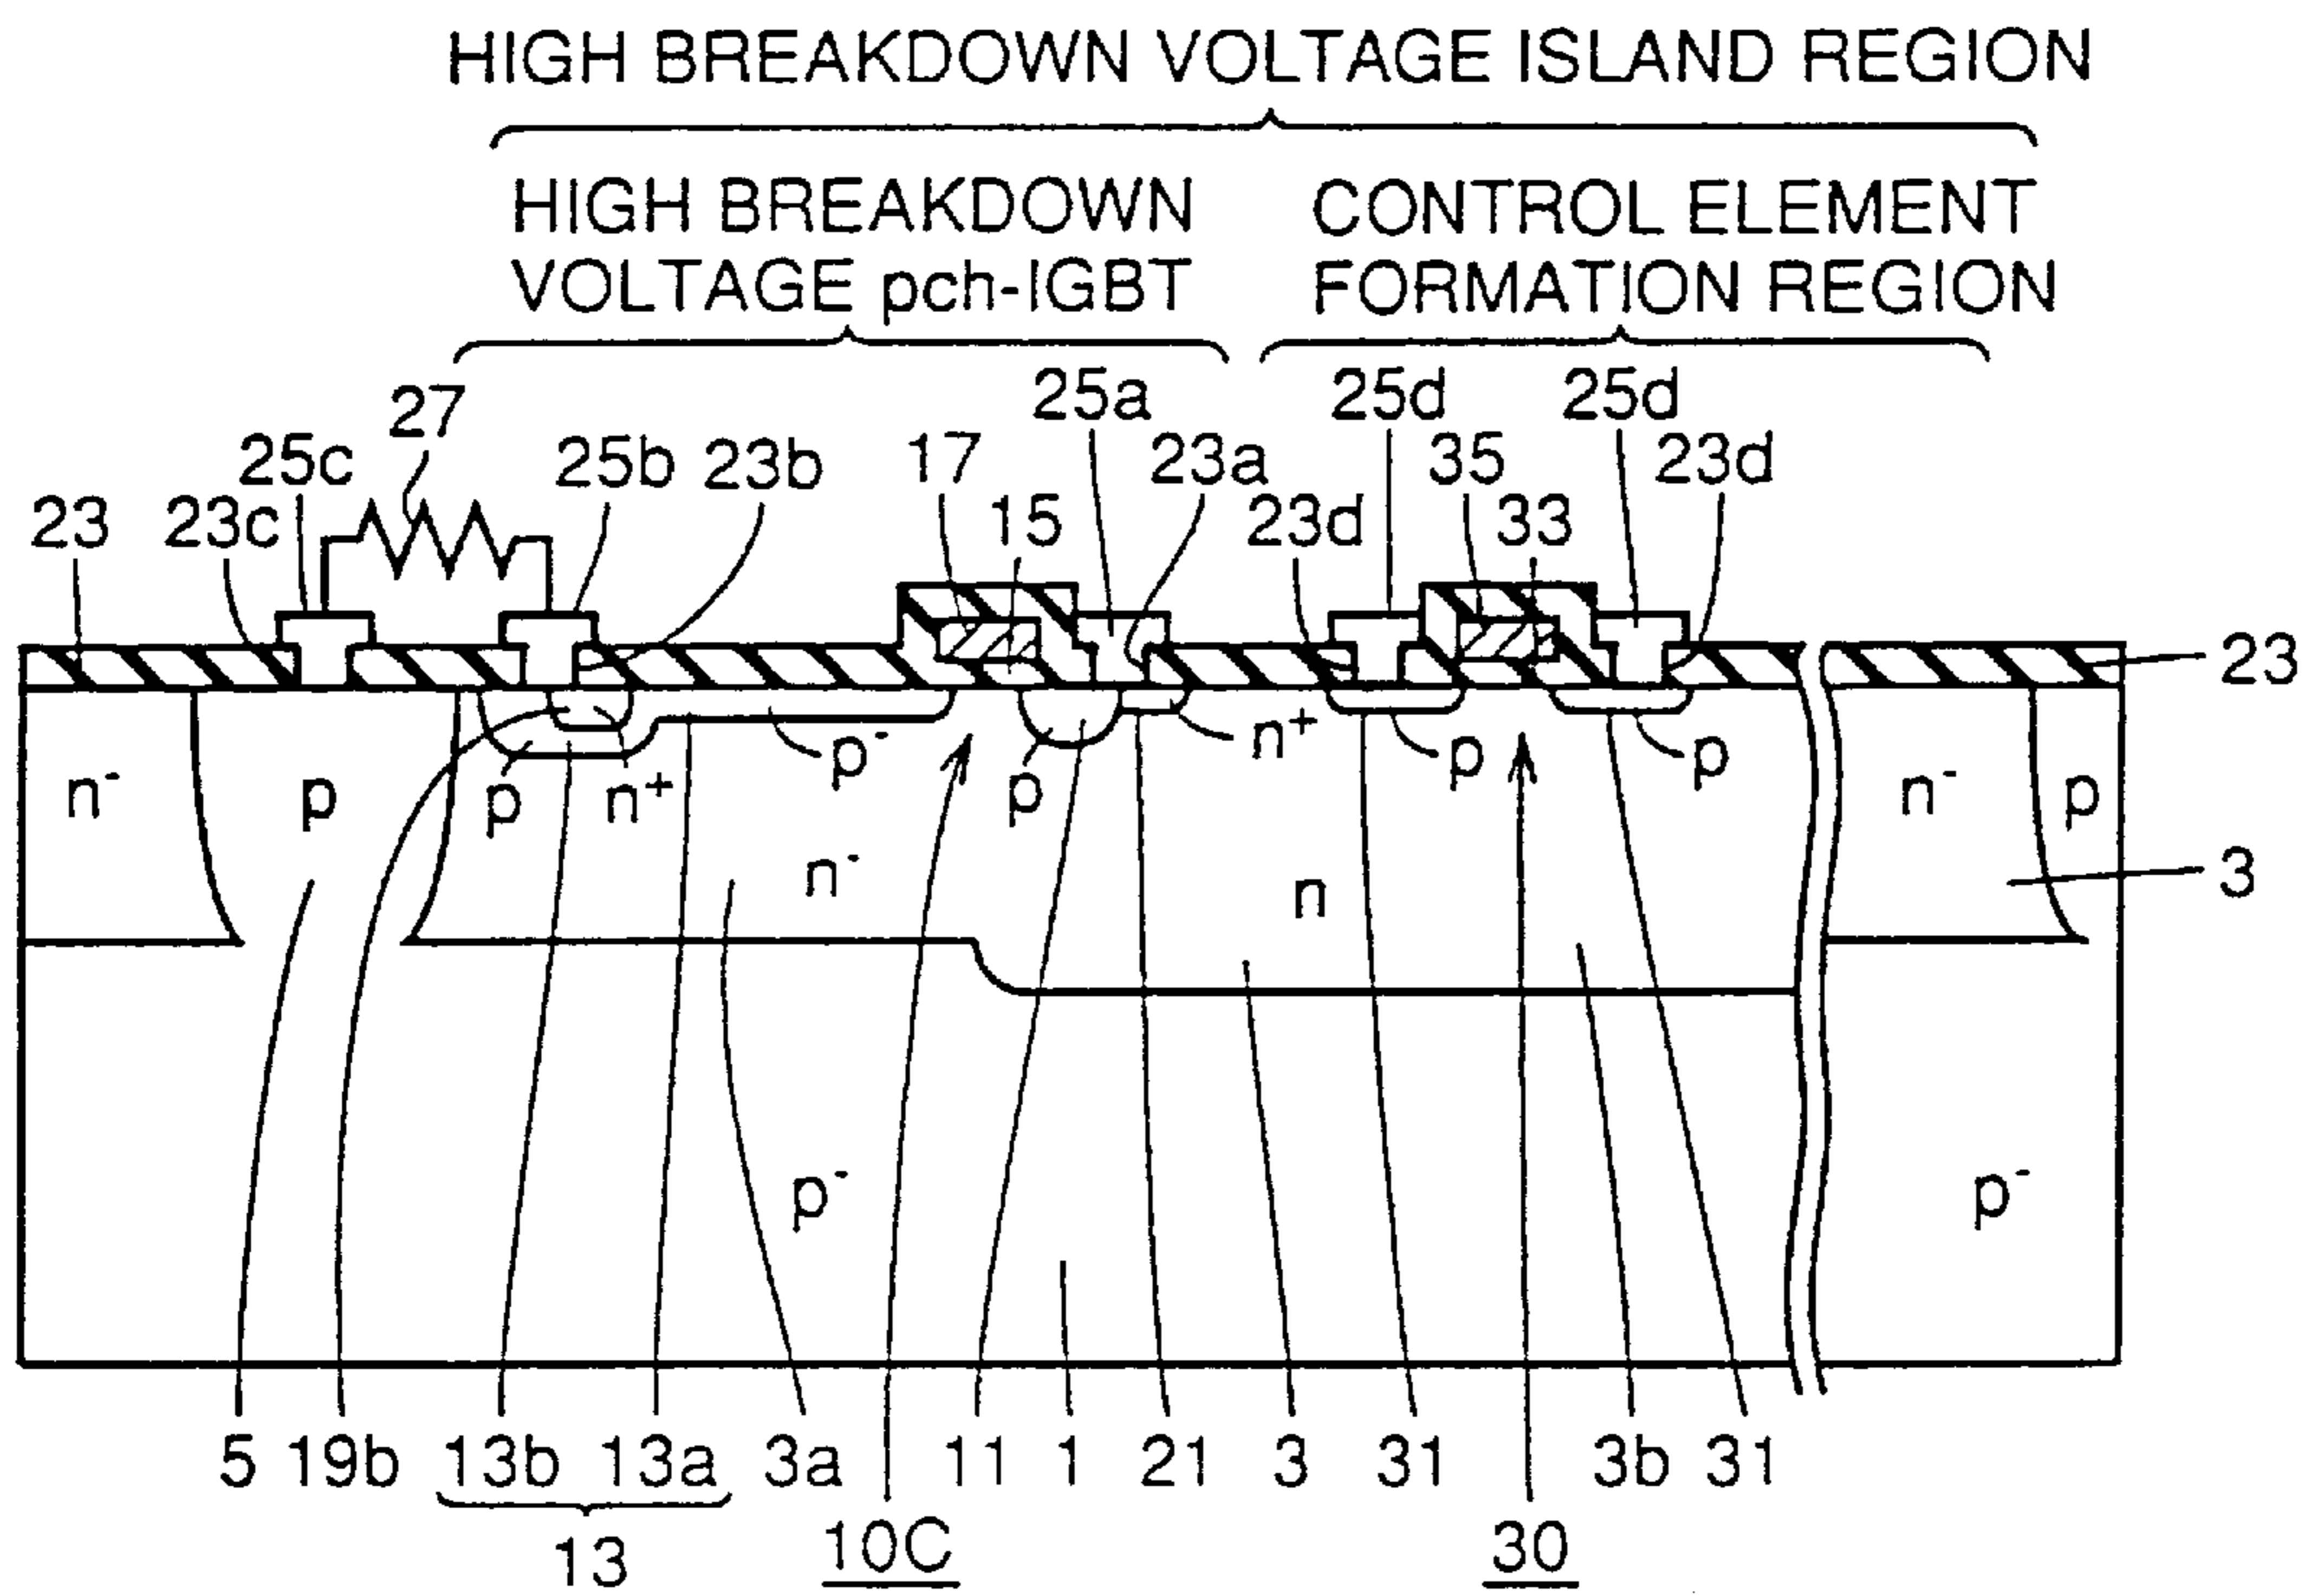 HIGH BREAKDOWN VOLTAGE ISLAND REGION
HIGH BREAKDOWN
VOLTAGE pch-IGBT
CONTROL ELEMENT
FORMATION REGION
27
25a
25d
25d
25c
25b
23b
17
23a
35
23d
23
23c
15
23d
33
23
n⁺
p⁻
p
p
n⁻
p
p
n⁺
p
n⁻
p
n⁻
n
3
p⁻
p⁻
5
19b
13b
13a
3a
11
1
21
3
31
3b
31
13
10C
30